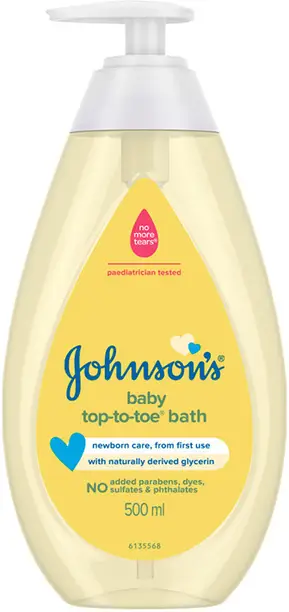 no
more
tears®
paediatrician tested
Johnson's®
baby
top-to-toe® bath
newborn care, from first use
with naturally derived glycerin
NO added parabens, dyes,
sulfates & phthalates
500 ml
6135568